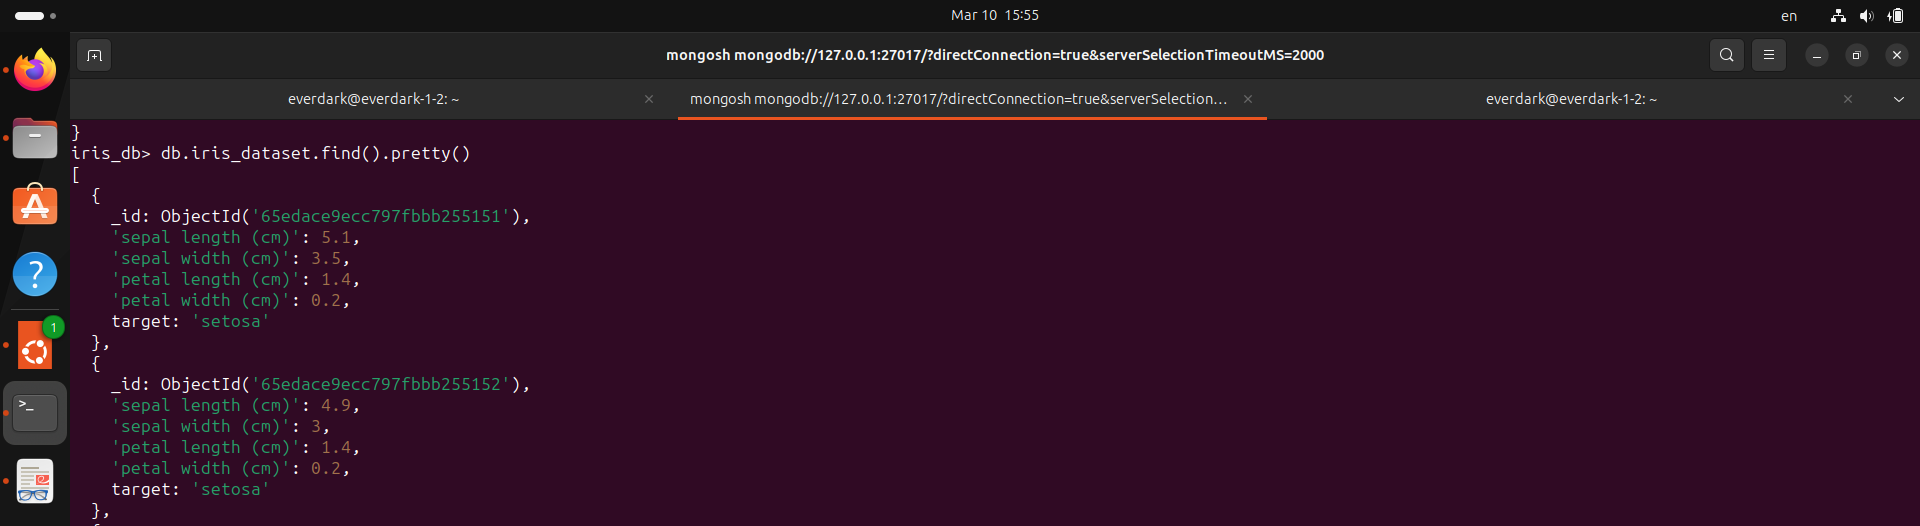 Mar 10 15:55
en
mongosh mongodb://127.0.0.1:27017/?directConnection=true&serverSelectionTimeoutMS=2000
everdark@everdark-1-2: ~
mongosh mongodb://127.0.0.1:27017/?directConnection=true&serverSelection...
everdark@everdark-1-2: ~
}
iris_db> db.iris_dataset.find().pretty()
[
  {
    _id: ObjectId('65edace9ecc797fbbb255151'),
    'sepal length (cm)': 5.1,
    'sepal width (cm)': 3.5,
    'petal length (cm)': 1.4,
    'petal width (cm)': 0.2,
    target: 'setosa'
  },
  {
    _id: ObjectId('65edace9ecc797fbbb255152'),
    'sepal length (cm)': 4.9,
    'sepal width (cm)': 3,
    'petal length (cm)': 1.4,
    'petal width (cm)': 0.2,
    target: 'setosa'
  },
1